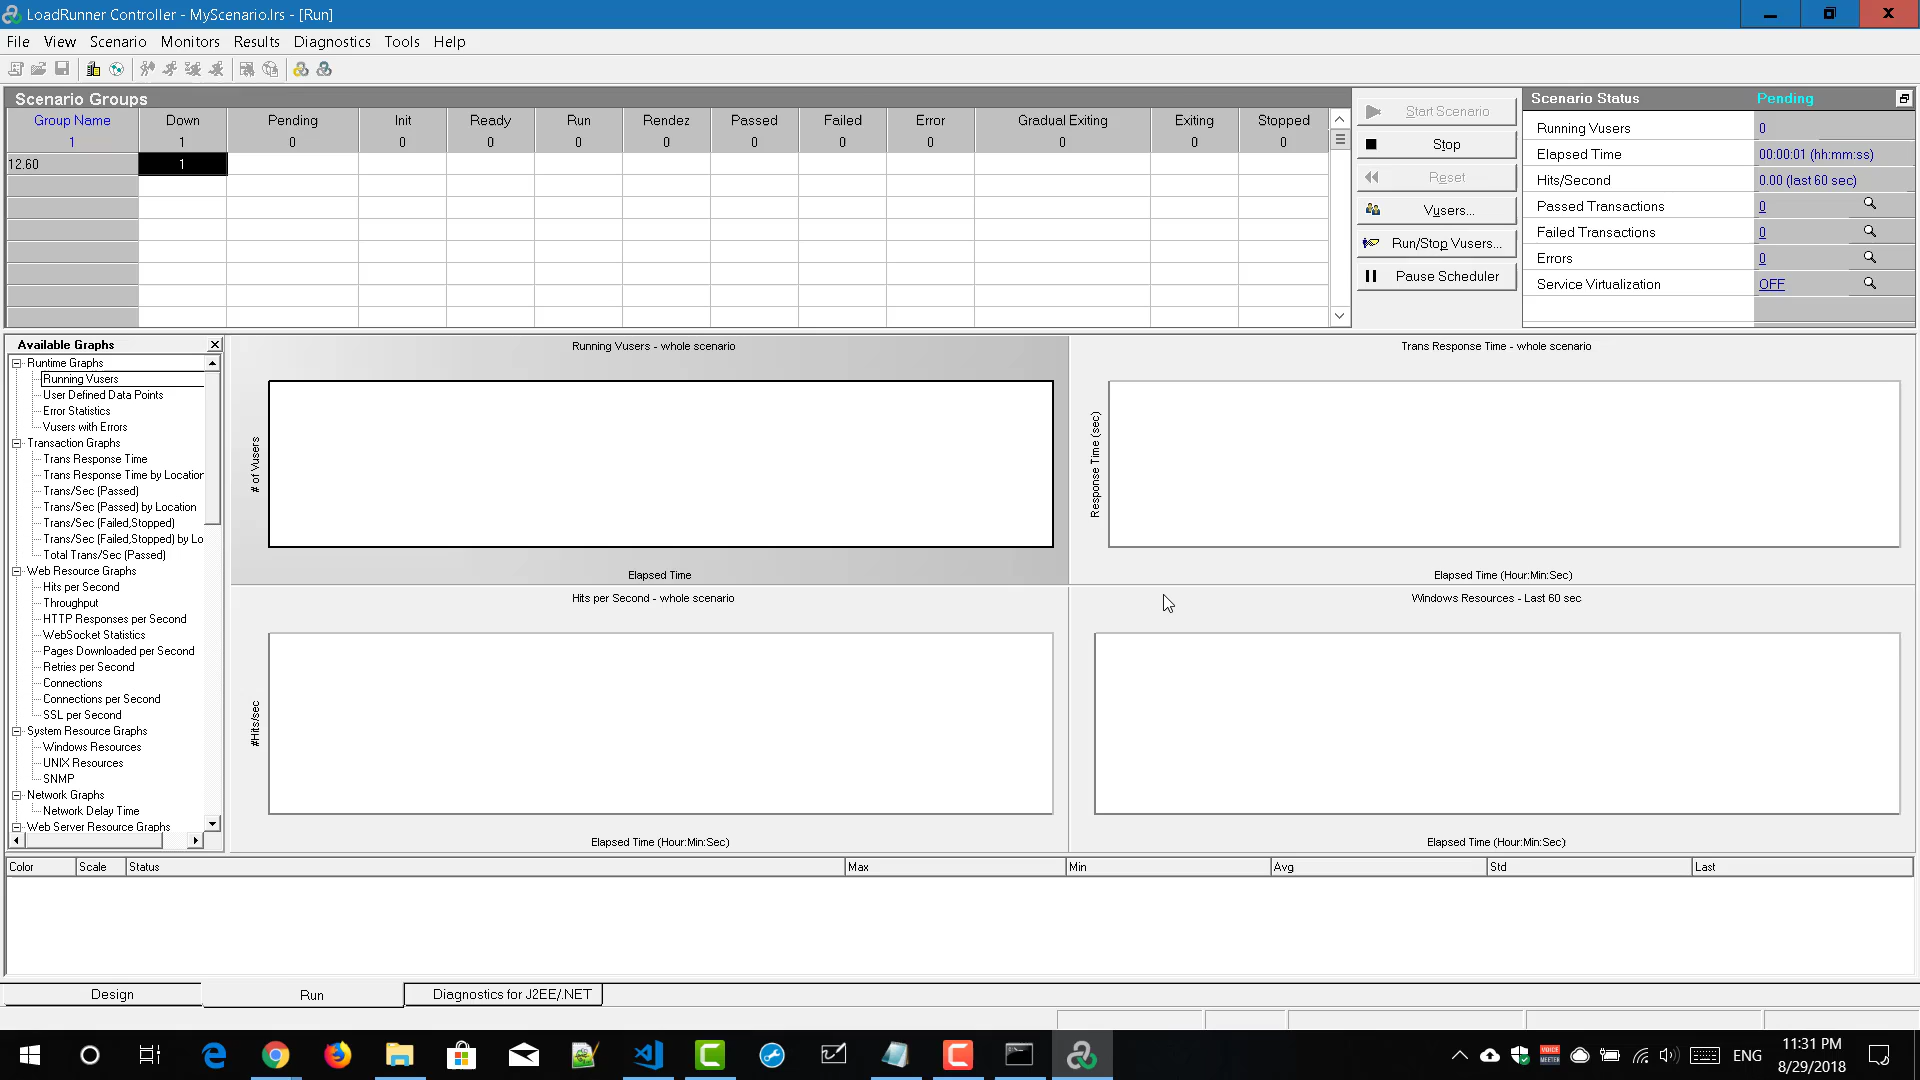 LoadRunner Controller - MyScenario.lrs - [Run]
File View Scenario Monitors Results Diagnostics Tools Help
Scenario Groups
Group Name Down Pending Init Ready Run Rendez Passed Failed Error Gradual Exiting Exiting Stopped
1 1 0 0 0 0 0 0 0 0 0 0 0
12.60 1
Start Scenario
Stop
Reset
Vusers...
Run/Stop Vusers...
Pause Scheduler
Scenario Status Pending
Running Vusers 0
Elapsed Time 00:00:01 (hh:mm:ss)
Hits/Second 0.00 (last 60 sec)
Passed Transactions 0
Failed Transactions 0
Errors 0
Service Virtualization OFF
Available Graphs
Runtime Graphs
Running Vusers
User Defined Data Points
Error Statistics
Vusers with Errors
Transaction Graphs
Trans Response Time
Trans Response Time by Location
Trans/Sec (Passed)
Trans/Sec (Passed) by Location
Trans/Sec (Failed,Stopped)
Trans/Sec (Failed,Stopped) by Lo
Total Trans/Sec (Passed)
Web Resource Graphs
Hits per Second
Throughput
HTTP Responses per Second
WebSocket Statistics
Pages Downloaded per Second
Retries per Second
Connections
Connections per Second
SSL per Second
System Resource Graphs
Windows Resources
UNIX Resources
SNMP
Network Graphs
Network Delay Time
Web Server Resource Graphs
Running Vusers - whole scenario
# of Vusers
Elapsed Time
Trans Response Time - whole scenario
Response Time (sec)
Elapsed Time (Hour:Min:Sec)
Hits per Second - whole scenario
#Hits/sec
Elapsed Time (Hour:Min:Sec)
Windows Resources - Last 60 sec
Elapsed Time (Hour:Min:Sec)
Color Scale Status Max Min Avg Std Last
Design Run Diagnostics for J2EE/.NET
VOICE
MEETER
ENG
11:31 PM
8/29/2018